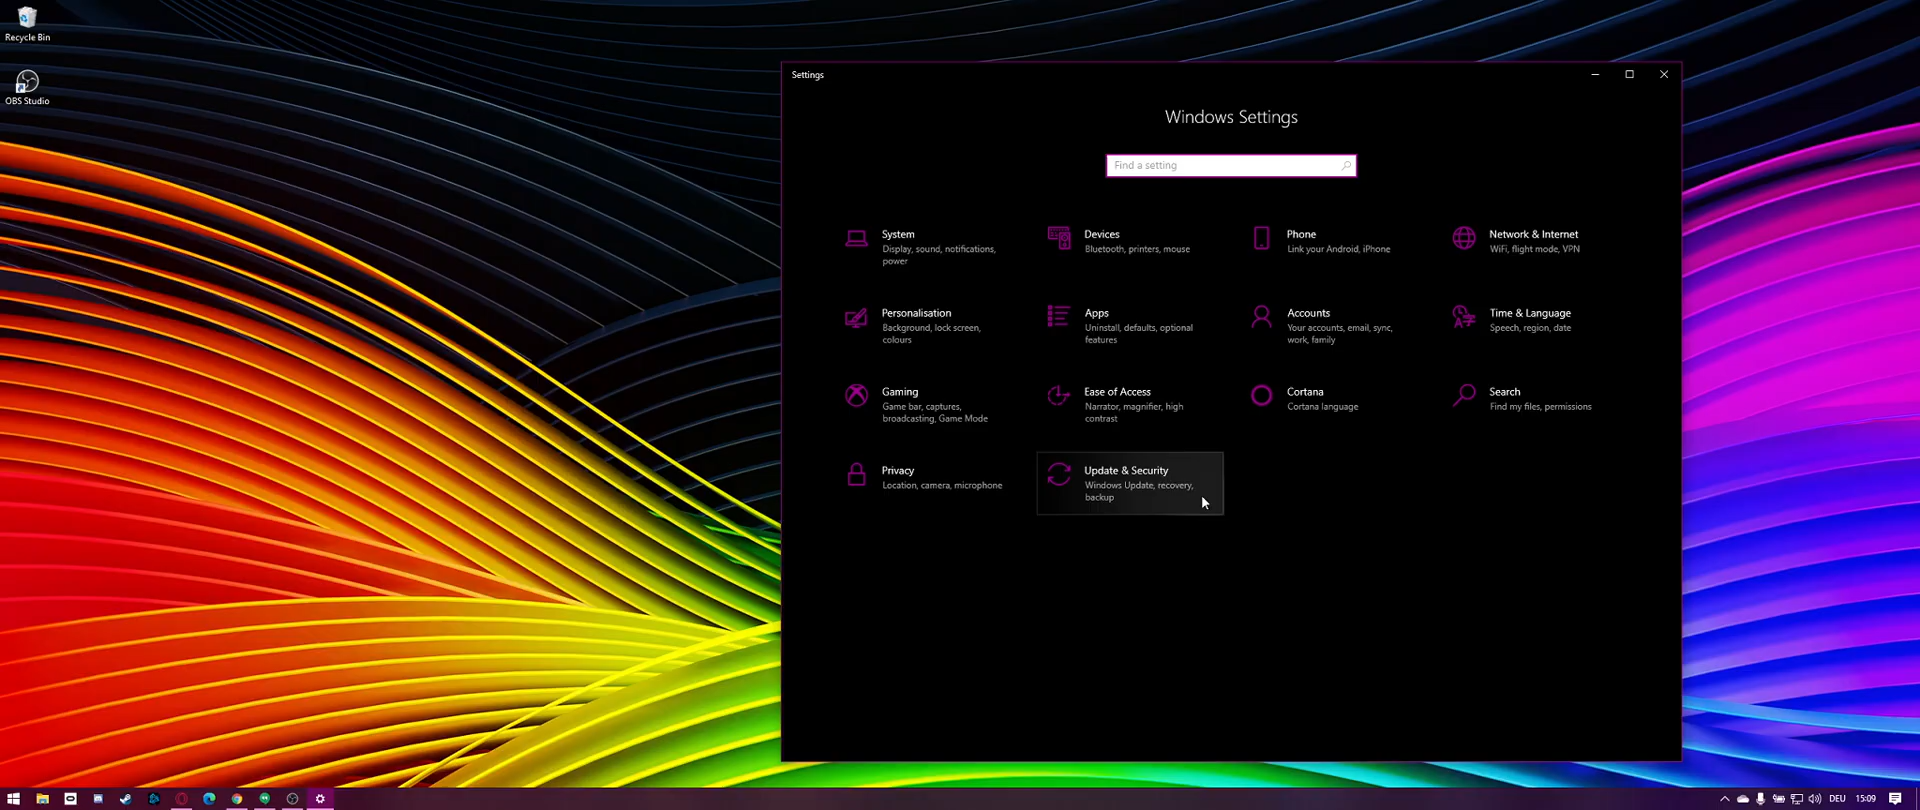 Recycle Bin
OBS Studio
Settings
Windows Settings
Find a setting
System
Display, sound, notifications,
power
Devices
Bluetooth, printers, mouse
Phone
Link your Android, iPhone
Network & Internet
WiFi, flight mode, VPN
Personalisation
Background, lock screen,
colours
Apps
Uninstall, defaults, optional
features
Accounts
Your accounts, email, sync,
work, family
Time & Language
Speech, region, date
Gaming
Game bar, captures,
broadcasting, Game Mode
Ease of Access
Narrator, magnifier, high
contrast
Cortana
Cortana language
Search
Find my files, permissions
Privacy
Location, camera, microphone
Update & Security
Windows Update, recovery,
backup
DEU
15:09